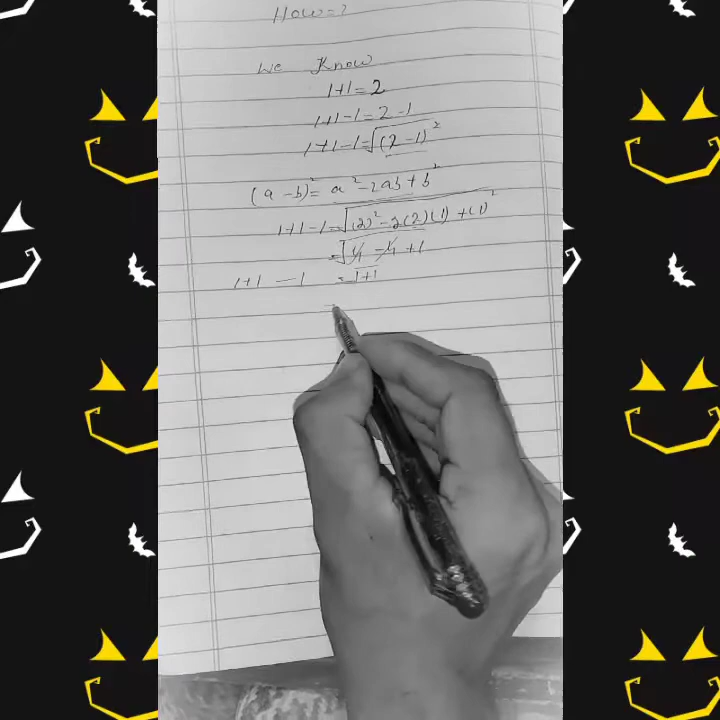 How=?
We Know
1+1=2
1+1-1=2-1
1+1-1=√(2-1)²
(a-b)²=a²-2ab+b²
1+1-1=√(2)²-2(2)(1)+(1)²
=√4-4+1
1+1 -1 =1+1